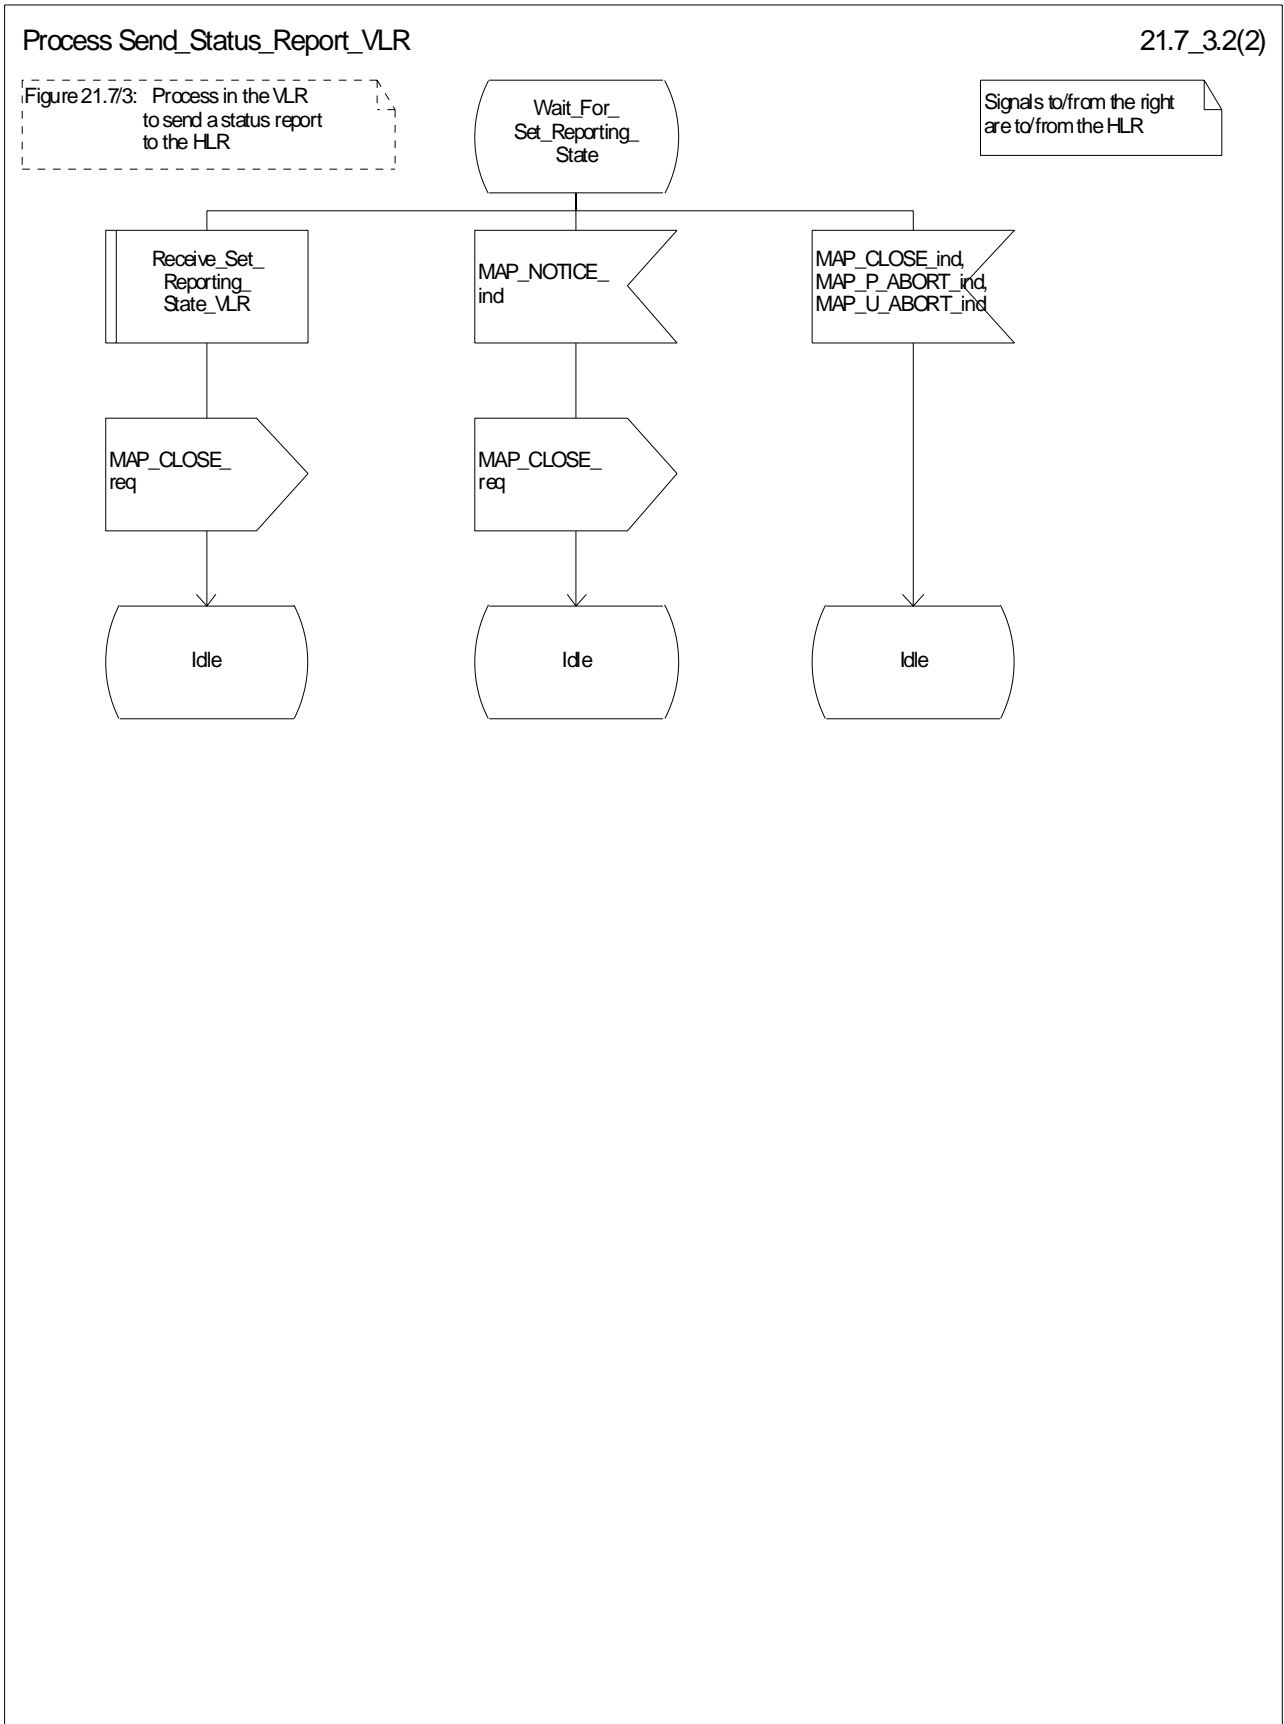 Process Send_Status_Report_VLR
21.7_3.2(2)
Figure 21.7/3: Process in the VLR
to send a status report
to the HLR
Wait_For_
Set_Reporting_
State
Signals to/from the right
are to/from the HLR
Receive_Set_
Reporting_
State_VLR
MAP_NOTICE_
ind
MAP_CLOSE_ind,
MAP_P_ABORT_ind,
MAP_U_ABORT_ind
MAP_CLOSE_
req
MAP_CLOSE_
req
Idle
Idle
Idle